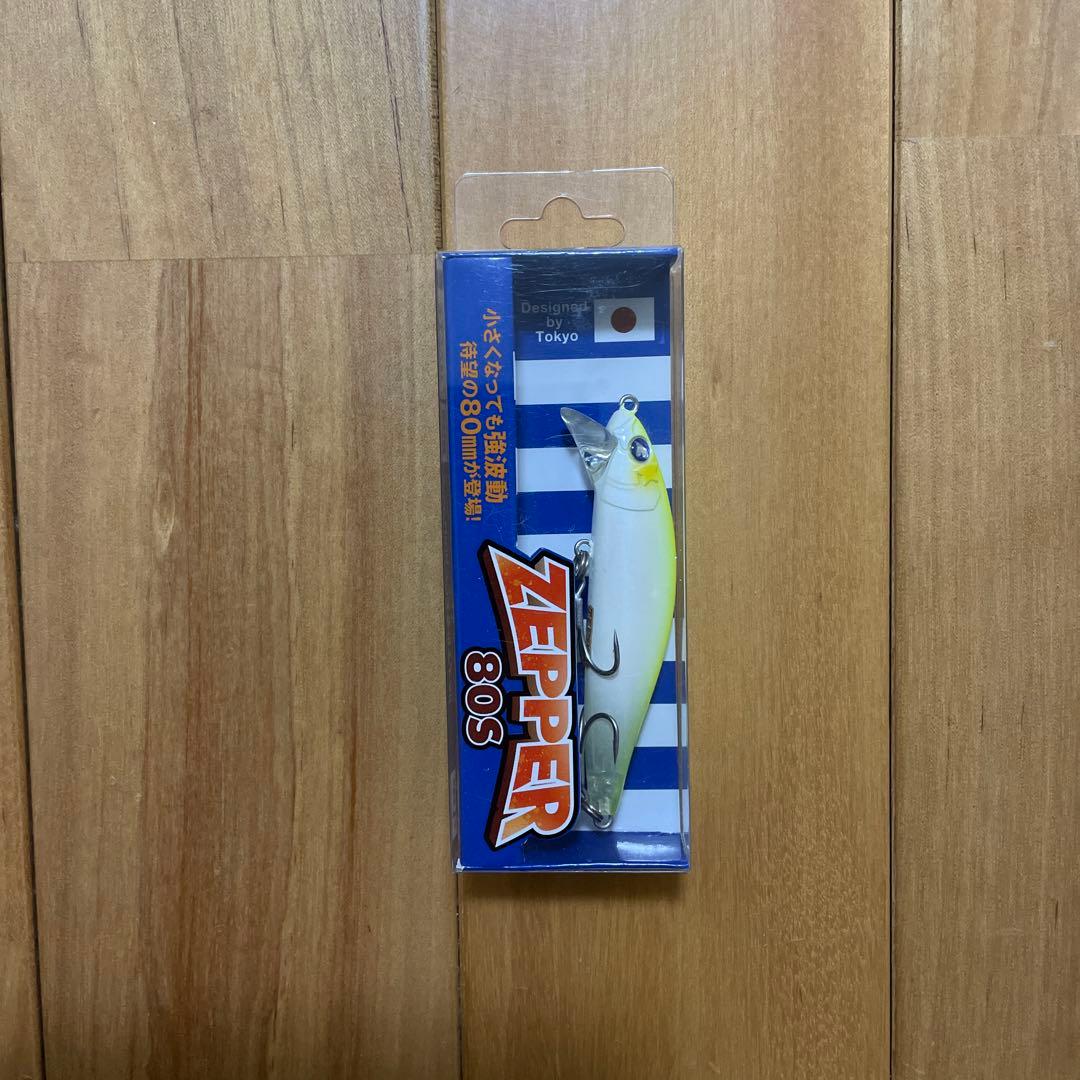 Designed
by
Tokyo
小さくなっても強波動
待望の80mmが登場!
ZEPPER
80S